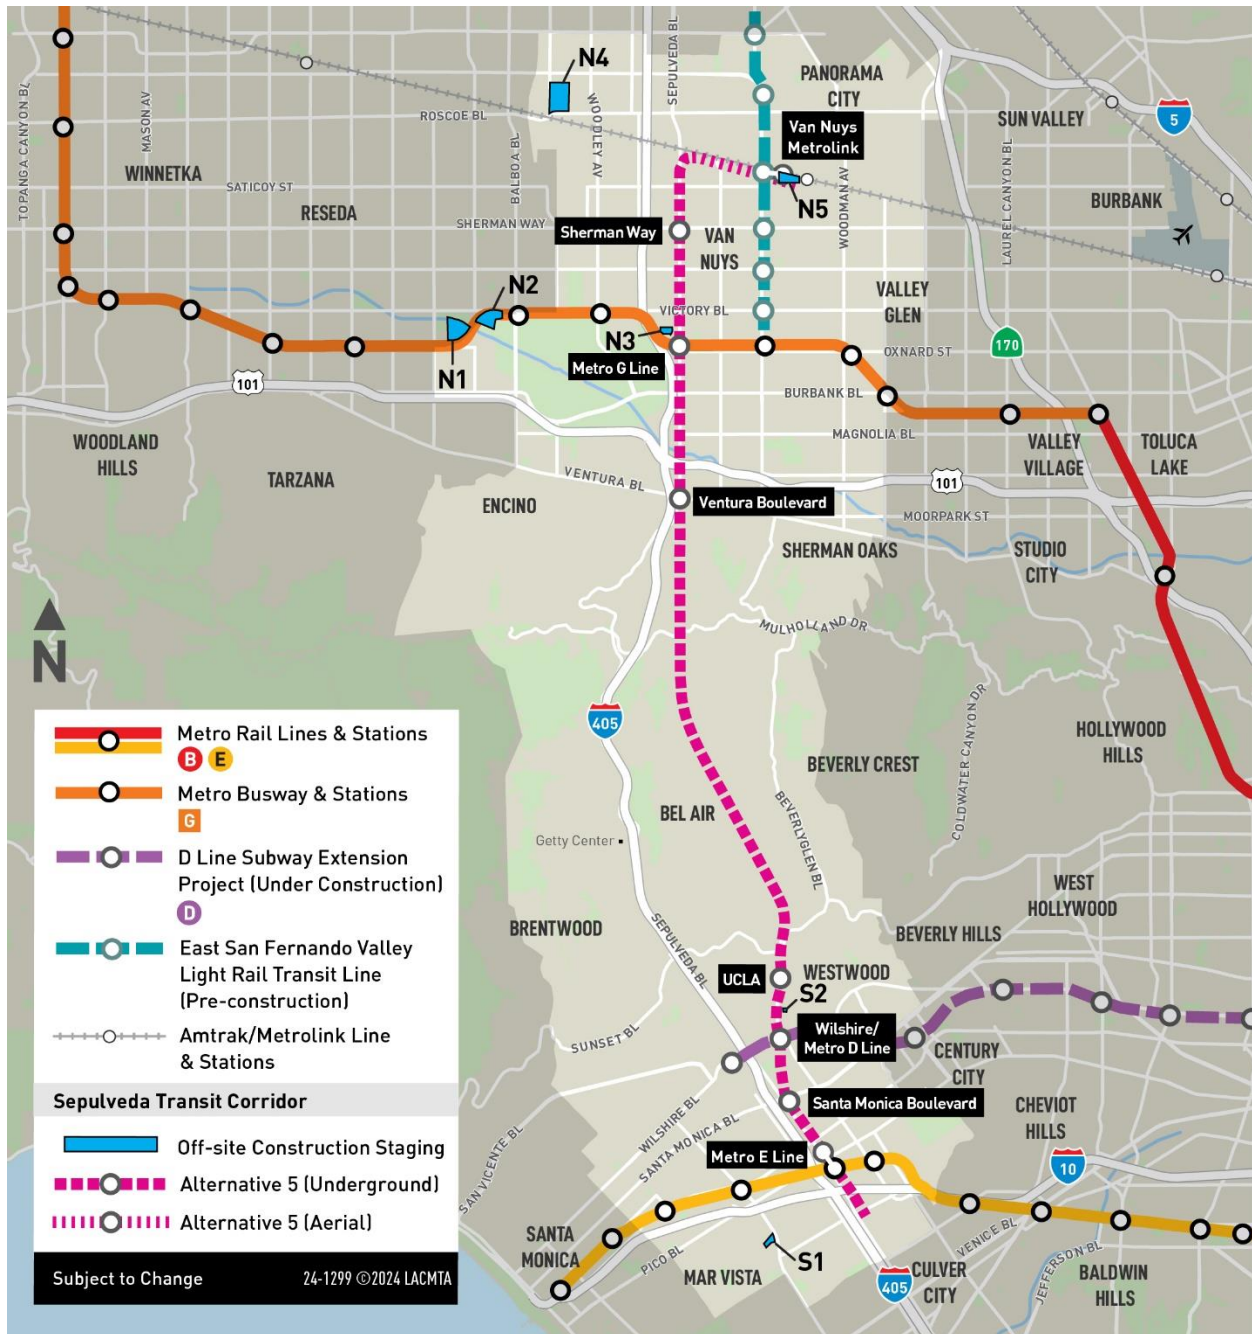 N4
PANORAMA
CITY
SEPULVEDA BL
WOODLEY AV
TOPANGA CANYON BL
MASON AV
ROSCOE BL
BALBOA BL
Van Nuys
Metrolink
SUN VALLEY
5
LAUREL CANYON BL
WINNETKA
SATICOY ST
RESEDA
SHERMAN WAY
Sherman Way
VAN
NUYS
N5
WOODMAN AV
BURBANK
N2
N1
N3
VICTORY BL
VALLEY
GLEN
Metro G Line
OXNARD ST
170
101
BURBANK BL
MAGNOLIA BL
WOODLAND
HILLS
TARZANA
VENTURA BL
ENCINO
Ventura Boulevard
VALLEY
VILLAGE
TOLUCA
LAKE
101
MOORPARK ST
SHERMAN OAKS
STUDIO
CITY
N
MULHOLLAND DR
405
COLDWATER CANYON DR
HOLLYWOOD
HILLS
BEVERLY CREST
BEL AIR
BEVERLYGLEN BL
Getty Center
WEST
HOLLYWOOD
BRENTWOOD
SEPULVEDA BL
BEVERLY HILLS
UCLA
WESTWOOD
S2
SUNSET BL
Wilshire/
Metro D Line
CENTURY
CITY
WILSHIRE BL
SANTA MONICA BL
Santa Monica Boulevard
CHEVIOT
HILLS
SAN VICENTE BL
Metro E Line
10
SANTA
MONICA
PICO BL
MAR VISTA
S1
VENICE BL
405
CULVER
CITY
JEFFERSON BL
BALDWIN
HILLS
Metro Rail Lines & Stations
B E
Metro Busway & Stations
G
D Line Subway Extension
Project (Under Construction)
D
East San Fernando Valley
Light Rail Transit Line
(Pre-construction)
Amtrak/Metrolink Line
& Stations
Sepulveda Transit Corridor
Off-site Construction Staging
Alternative 5 (Underground)
Alternative 5 (Aerial)
Subject to Change
24-1299 ©2024 LACMTA